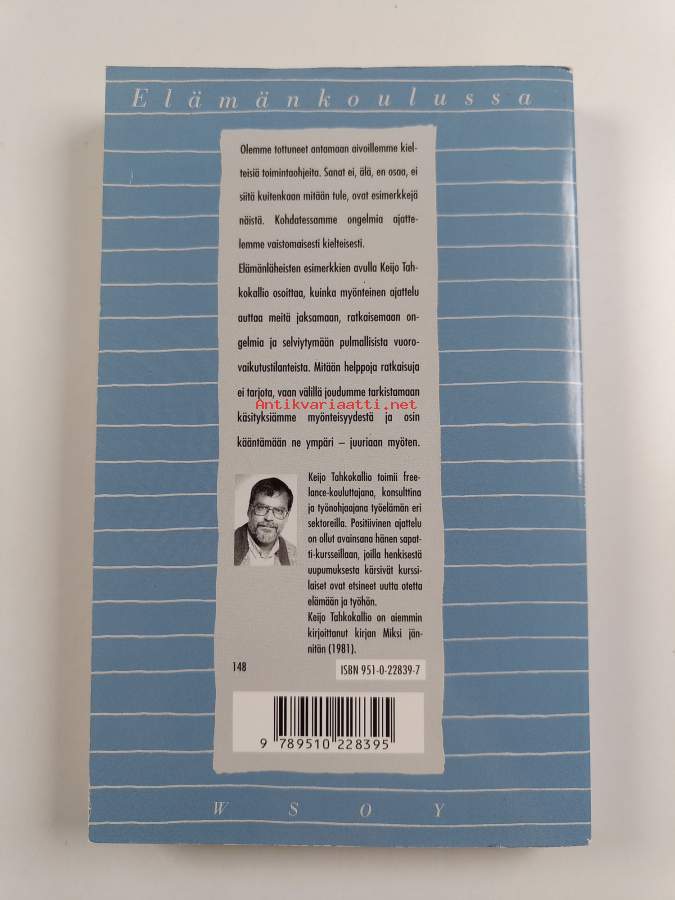 Elämänkoulussa
Olemme tottuneet antamaan aivoillemme kiel-
teisiä toimintaohjeita. Sanat ei, älä, en osaa, ei
siitä kuitenkaan mitään tule, ovat esimerkkejä
näistä. Kohdatessamme ongelmia ajatte-
lemme vaistomaisesti kielteisesti.
Elämänläheisten esimerkkien avulla Keijo Tah-
kokallio osoittaa, kuinka myönteinen ajattelu
auttaa meitä jaksamaan, ratkaisemaan on-
gelmia ja selviytymään pulmallisista vuoro-
vaikutustilanteista. Mitään helppoja ratkaisuja
ei tarjota, vaan välillä joudumme tarkistamaan
Antikvariaatti.net
käsityksiämme myönteisyydestä ja osin
kääntämään ne ympäri – juuriaan myöten.
Keijo Tahkokallio toimii free-
lance-kouluttajana, konsulttina
ja työnohjaajana työelämän eri
sektoreilla. Positiivinen ajattelu
on ollut avainsana hänen sapat-
ti-kursseillaan, joilla henkisestä
uupumuksesta kärsivät kurssi-
laiset ovat etsineet uutta otetta
elämään ja työhön.
Keijo Tahkokallio on aiemmin
kirjoittanut kirjan Miksi jän-
nitän (1981).
148
ISBN 951-0-22839-7
9 789510 228395
WSOY